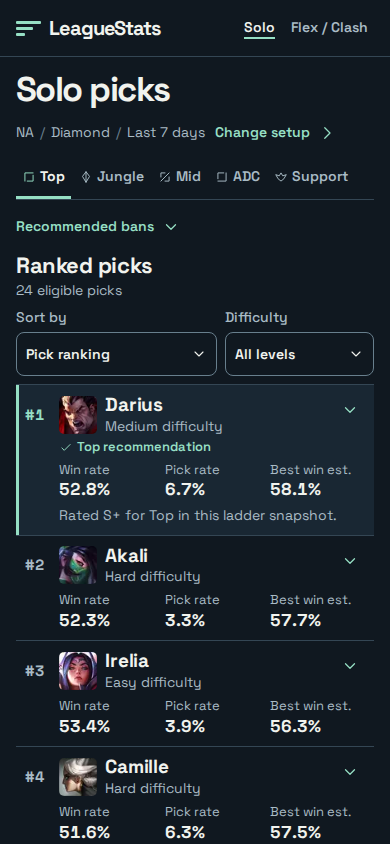 LeagueStats Solo Flex / Clash
Solo picks
NA / Diamond / Last 7 days Change setup
Top Jungle Mid ADC Support
Recommended bans
Ranked picks
24 eligible picks
Sort by Difficulty
Pick ranking All levels
#1 Darius
Medium difficulty
Top recommendation
Win rate Pick rate Best win est.
52.8% 6.7% 58.1%
Rated S+ for Top in this ladder snapshot.
#2 Akali
Hard difficulty
Win rate Pick rate Best win est.
52.3% 3.3% 57.7%
#3 Irelia
Easy difficulty
Win rate Pick rate Best win est.
53.4% 3.9% 56.3%
#4 Camille
Hard difficulty
Win rate Pick rate Best win est.
51.6% 6.3% 57.5%